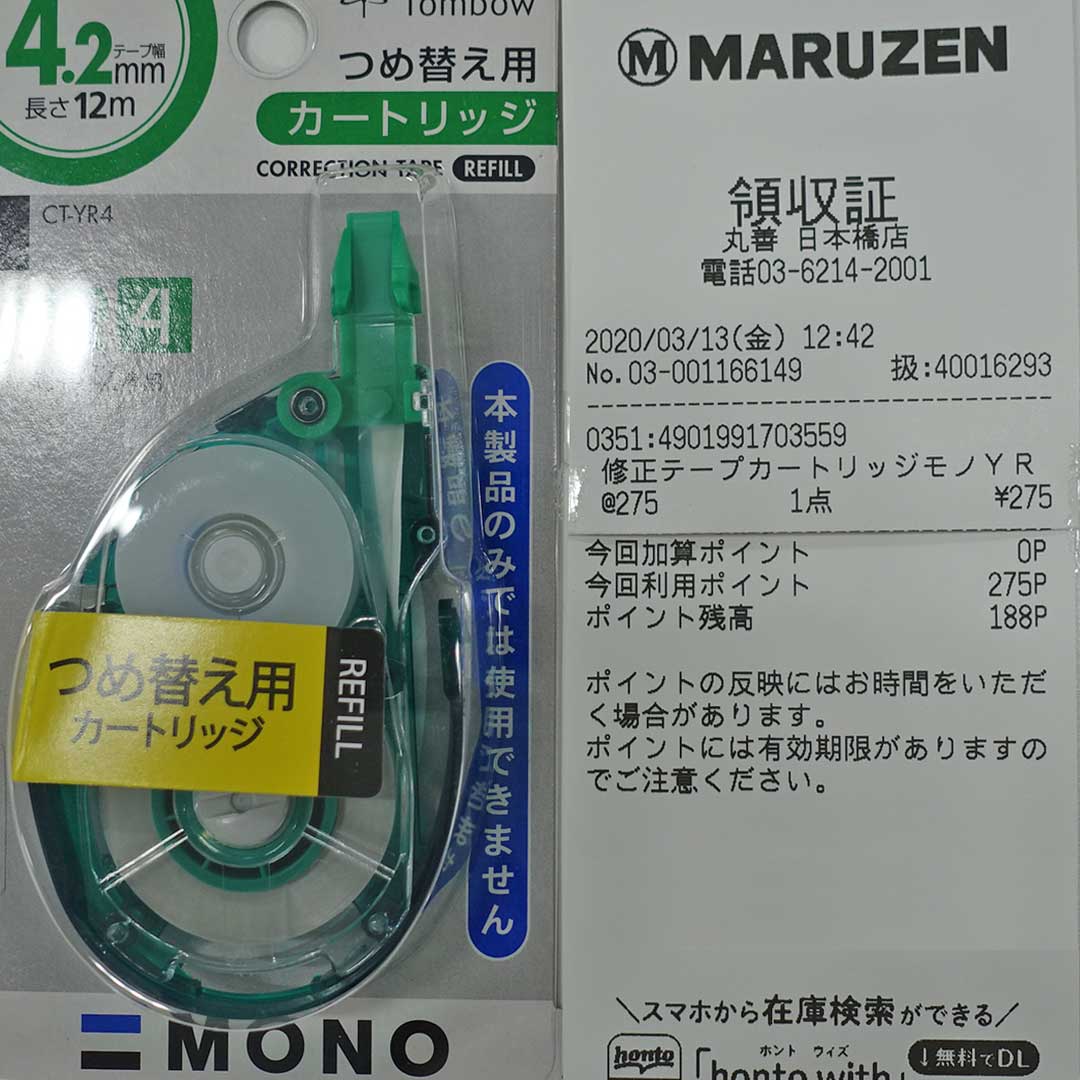 4.2mm
テープ幅
長さ12m
Tombow
つめ替え用
カートリッジ
CORRECTION TAPE REFILL
CT-YR4
4
本製品のみでは使用できません
つめ替え用
カートリッジ
REFILL
MONO
M MARUZEN
領収証
丸善 日本橋店
電話03-6214-2001
2020/03/13(金) 12:42
No.03-001166149 扱:40016293
0351:4901991703559
修正テープカートリッジモノYR
@275 1点 ¥275
今回加算ポイント 0P
今回利用ポイント 275P
ポイント残高 188P
ポイントの反映にはお時間をいただ
く場合があります。
ポイントには有効期限がありますの
でご注意ください。
\スマホから在庫検索ができる/
honto
ホント ウィズ
「honto with」
↓無料でDL